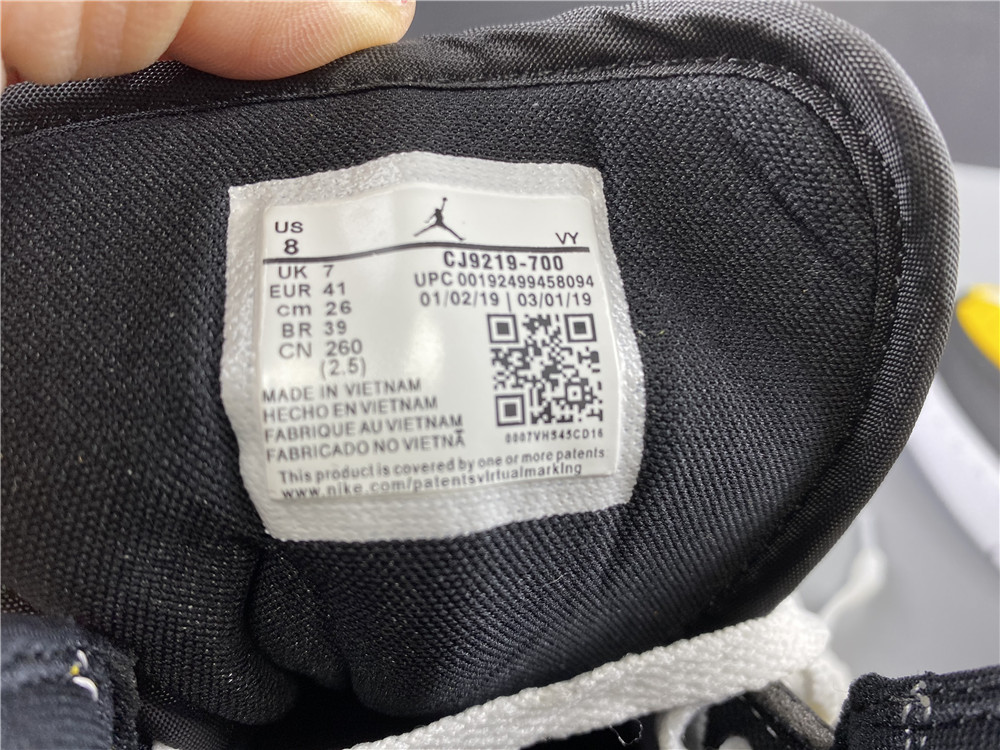 US
8
VY
UK 7
EUR 41
cm 26
BR 39
CN 260
(2.5)
CJ9219-700
UPC 00192499458094
01/02/19 | 03/01/19
MADE IN VIETNAM
HECHO EN VIETNAM
FABRIQUE AU VIETNAM
FABRICADO NO VIETNÃ
0007VH545CD16
This product is covered by one or more patents
www.nike.com/patentsvirtualmarking